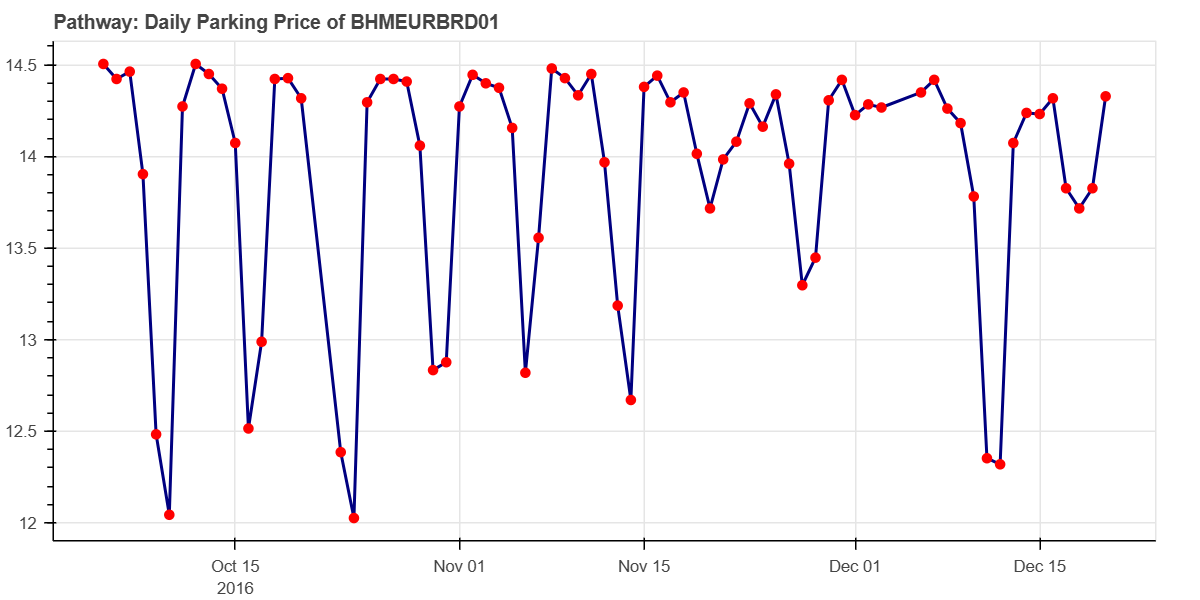 Pathway: Daily Parking Price of BHMEURBRD01
14.5
14
13.5
13
12.5
12
Oct 15
2016
Nov 01
Nov 15
Dec 01
Dec 15